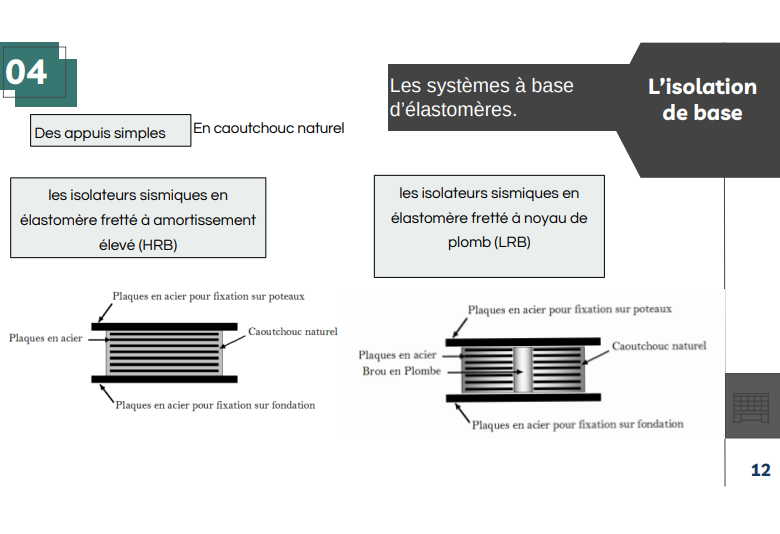 04
Les systèmes à base
d’élastomères.
L’isolation
de base
Des appuis simples
En caoutchouc naturel
les isolateurs sismiques en
élastomère fretté à amortissement
élevé (HRB)
les isolateurs sismiques en
élastomère fretté à noyau de
plomb (LRB)
Plaques en acier pour fixation sur poteaux
Plaques en acier
Caoutchouc naturel
Plaques en acier pour fixation sur fondation
Plaques en acier pour fixation sur poteaux
Plaques en acier
Brou en Plombe
Caoutchouc naturel
Plaques en acier pour fixation sur fondation
12